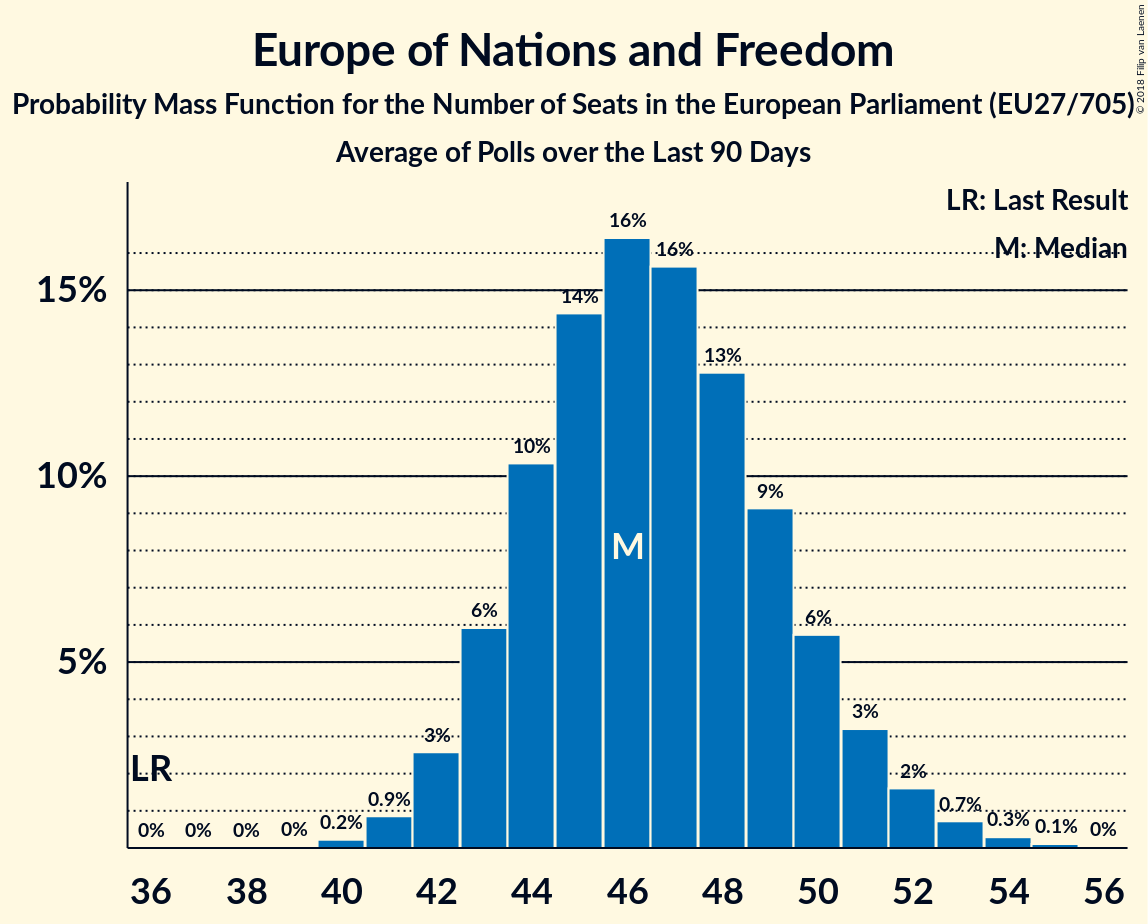 Europe of Nations and Freedom
Probability Mass Function for the Number of Seats in the European Parliament (EU27/705)
Average of Polls over the Last 90 Days
© 2018 Filip van Laenen
LR: Last Result
M: Median
16%
16%
15%
14%
13%
10%
10%
9%
M
6%
6%
5%
3%
3%
LR
2%
0.9%
0.7%
0.3%
0.2%
0.1%
0%
0%
0%
0%
0%
36 38 40 42 44 46 48 50 52 54 56